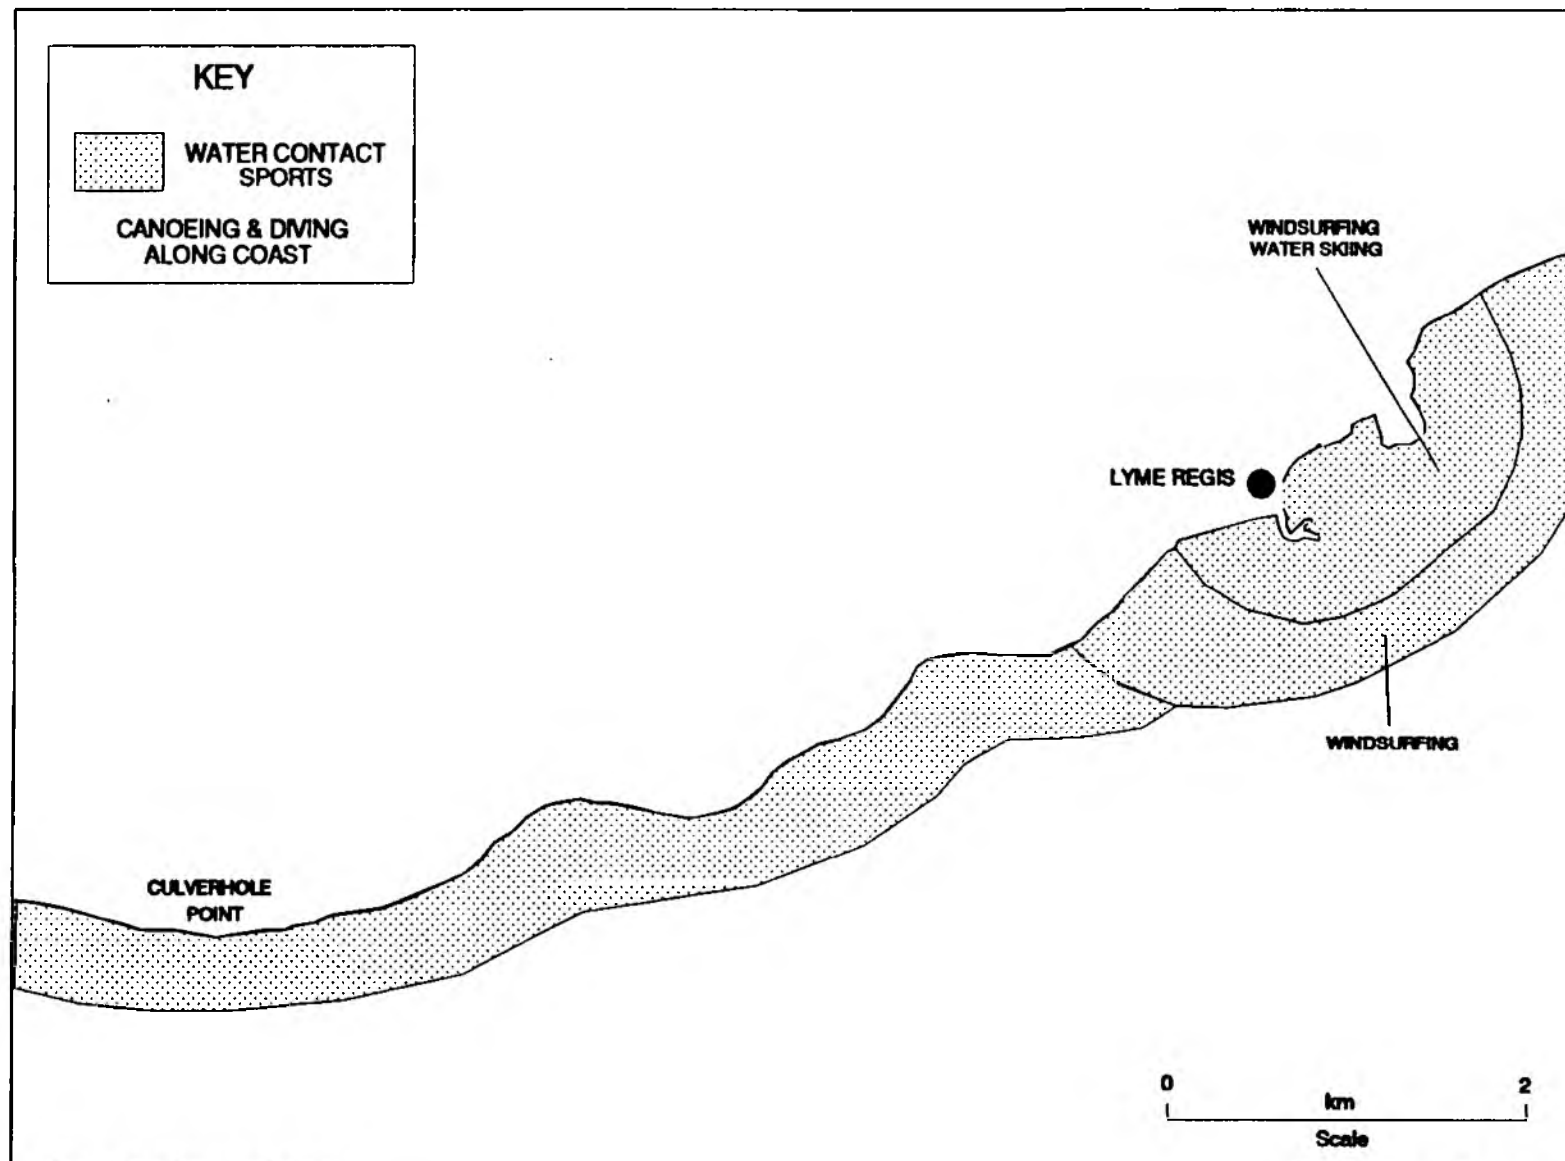 KEY
WATER CONTACT
SPORTS
CANOEING & DIVING
ALONG COAST
WINDSURFING
WATER SKIING
LYME REGIS
WINDSURFING
CULVERHOLE
POINT
0 2
km
Scale